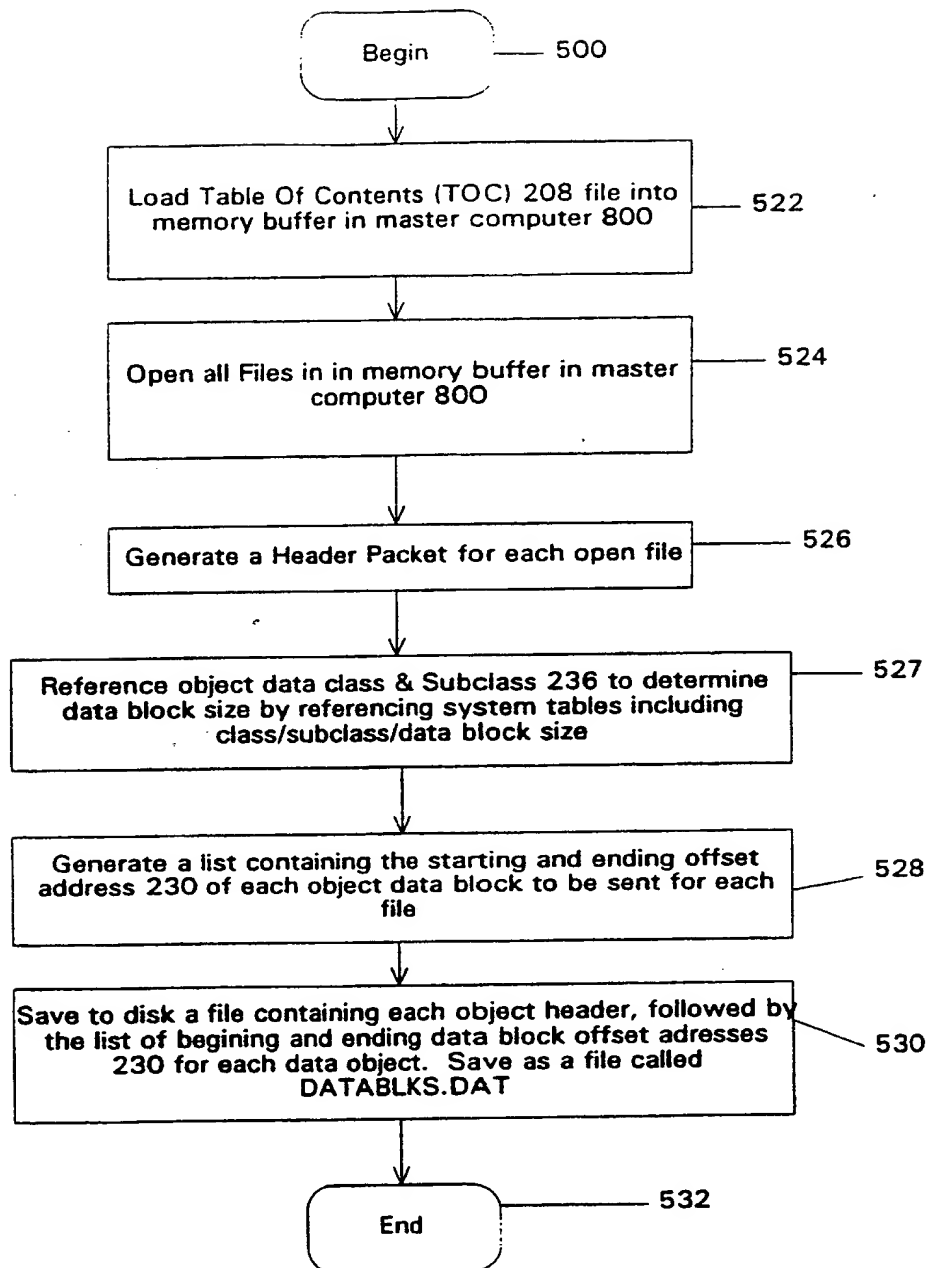 Begin
500
Load Table Of Contents (TOC) 208 file into
memory buffer in master computer 800
522
Open all Files in in memory buffer in master
computer 800
524
Generate a Header Packet for each open file
526
Reference object data class & Subclass 236 to determine
data block size by referencing system tables including
class/subclass/data block size
527
Generate a list containing the starting and ending offset
address 230 of each object data block to be sent for each
file
528
Save to disk a file containing each object header, followed by
the list of begining and ending data block offset adresses
230 for each data object. Save as a file called
DATABLKS.DAT
530
End
532